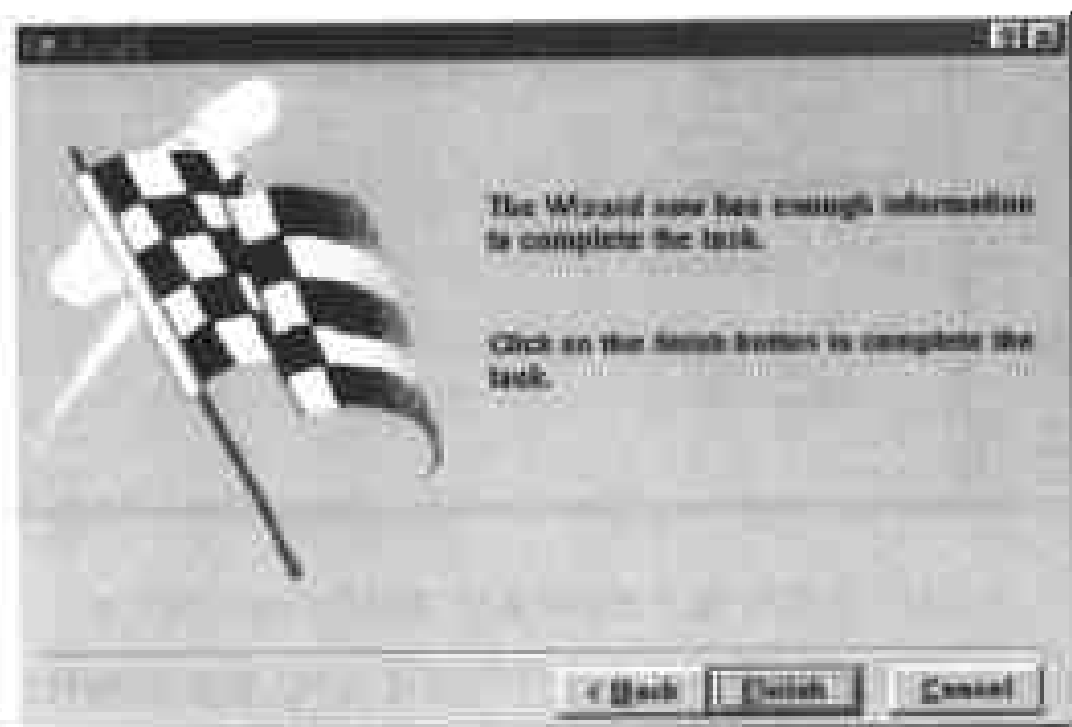 The Wizard now has enough information
to complete the task.
Click on the finish button to complete the
task.
< Back
Finish
Cancel